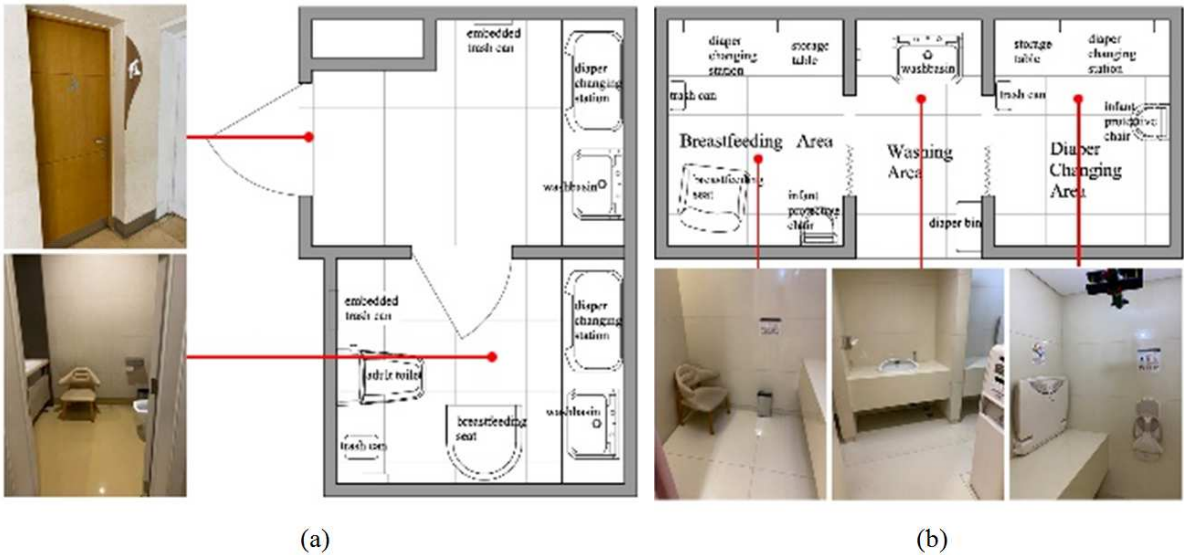 embedded
trash can
diaper
changing
station
washbasin
embedded
trash can
diaper
changing
station
adult toilet
breastfeeding
seat
washbasin
trash can
(a)
diaper
changing
station
storage
table
washbasin
storage
table
diaper
changing
station
trash can
trash can
infant
protective
chair
Breastfeeding Area
Washing
Area
Diaper
Changing
Area
breastfeeding
seat
infant
protective
chair
diaper bin
(b)